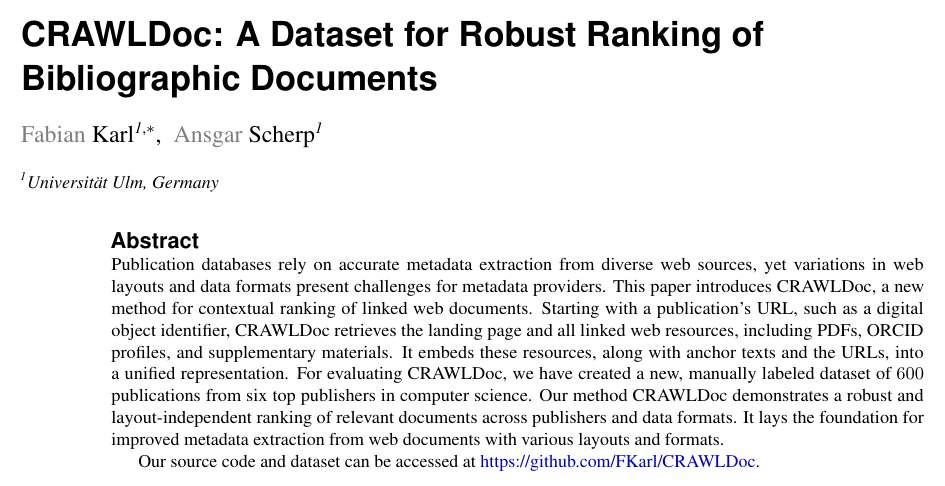 CRAWLDoc: A Dataset for Robust Ranking of
Bibliographic Documents
Fabian Karl1,*, Ansgar Scherp1
1Universität Ulm, Germany
Abstract
Publication databases rely on accurate metadata extraction from diverse web sources, yet variations in web
layouts and data formats present challenges for metadata providers. This paper introduces CRAWLDoc, a new
method for contextual ranking of linked web documents. Starting with a publication's URL, such as a digital
object identifier, CRAWLDoc retrieves the landing page and all linked web resources, including PDFs, ORCID
profiles, and supplementary materials. It embeds these resources, along with anchor texts and the URLs, into
a unified representation. For evaluating CRAWLDoc, we have created a new, manually labeled dataset of 600
publications from six top publishers in computer science. Our method CRAWLDoc demonstrates a robust and
layout-independent ranking of relevant documents across publishers and data formats. It lays the foundation for
improved metadata extraction from web documents with various layouts and formats.
Our source code and dataset can be accessed at https://github.com/FKarl/CRAWLDoc.